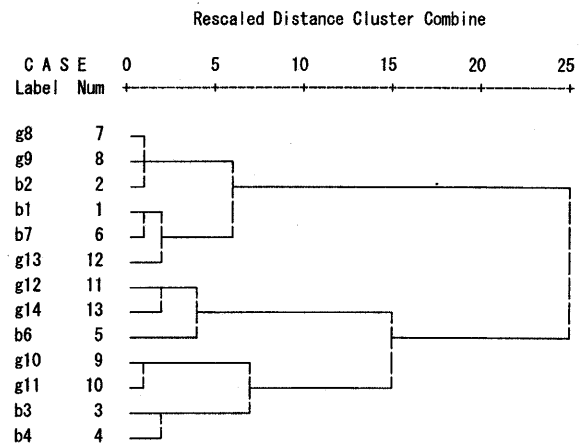 Rescaled Distance Cluster Combine
C A S E 0 5 10 15 20 25
Label Num
g8 7
g9 8
b2 2
b1 1
b7 6
g13 12
g12 11
g14 13
b6 5
g10 9
g11 10
b3 3
b4 4